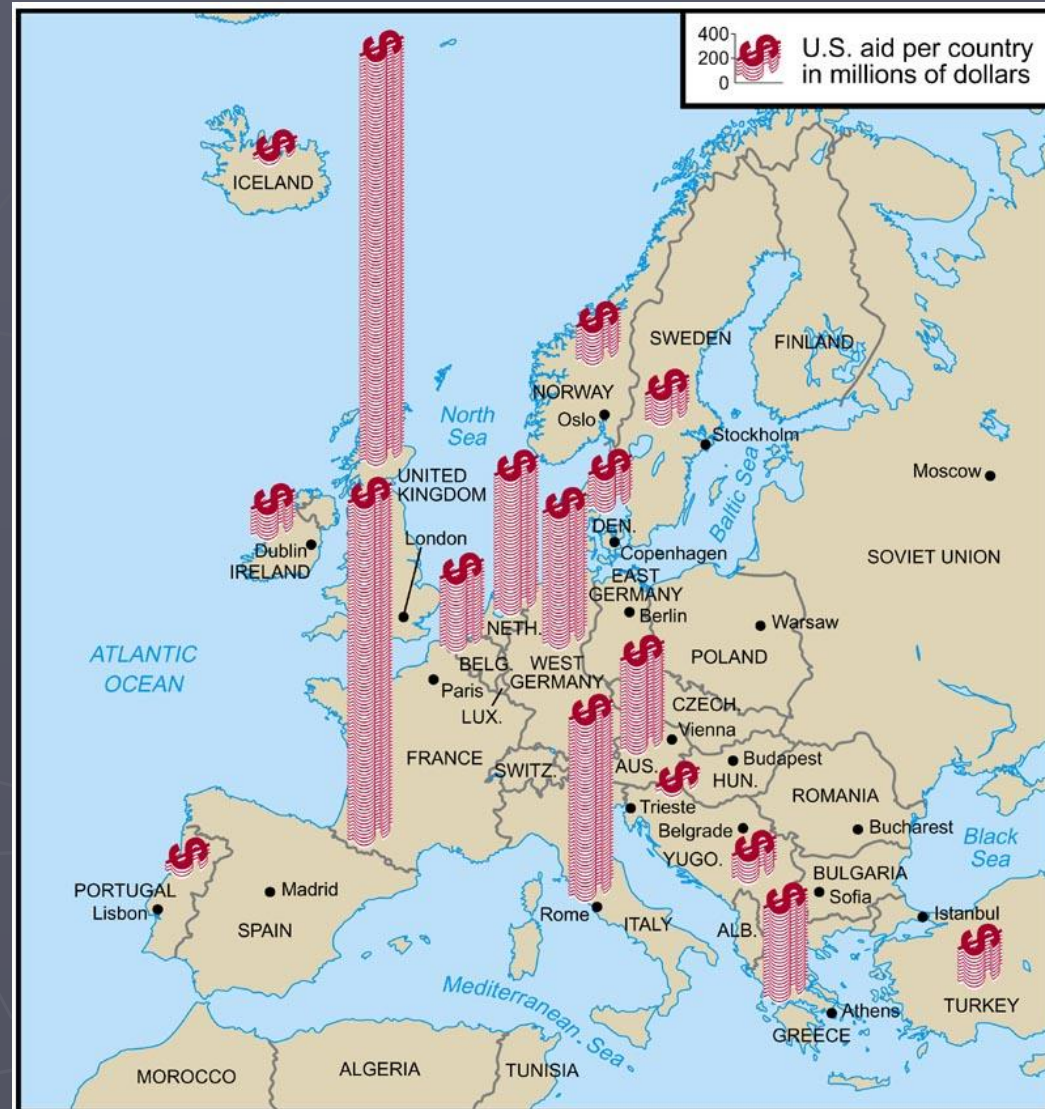 400
200
0
$
U.S. aid per country
in millions of dollars
$
$
ICELAND
$
SWEDEN
FINLAND
$
NORWAY
Oslo
North
Sea
Stockholm
Baltic Sea
Moscow
$
UNITED
KINGDOM
$
$
$
$
$
London
Dublin
IRELAND
DEN.
Copenhagen
SOVIET UNION
$
EAST
GERMANY
Berlin
NETH.
Warsaw
ATLANTIC
OCEAN
BELG.
WEST
GERMANY
$
POLAND
Paris
LUX.
$
CZECH.
Vienna
FRANCE
SWITZ.
AUS.
$
Budapest
HUN.
ROMANIA
Trieste
Belgrade
Bucharest
$
YUGO.
$
Black
Sea
BULGARIA
Sofia
PORTUGAL
Lisbon
Madrid
SPAIN
Rome
ITALY
ALB.
$
Istanbul
$
Mediterranean Sea
Athens
GREECE
TURKEY
MOROCCO
ALGERIA
TUNISIA